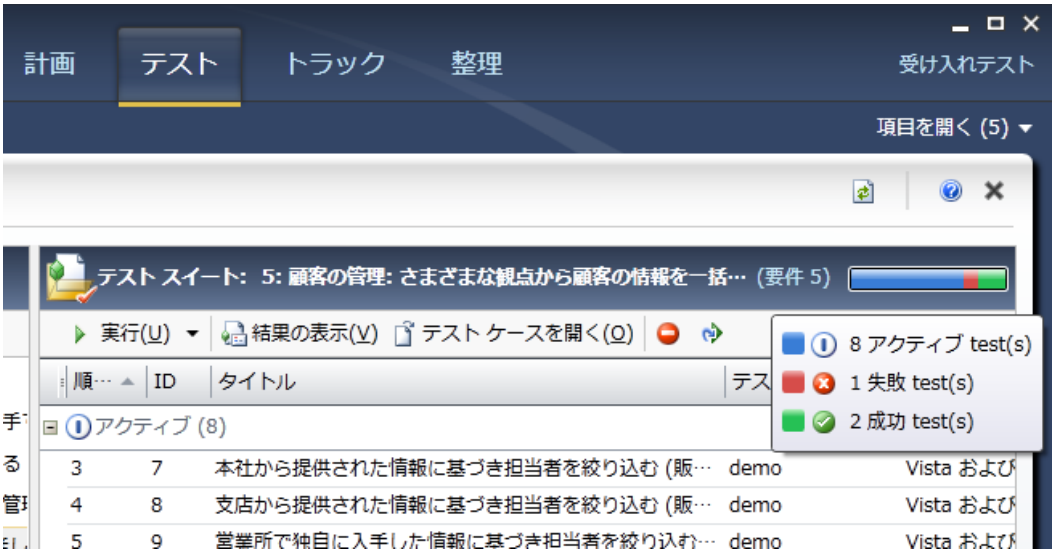 計画 テスト トラック 整理
受け入れテスト
項目を開く (5)
テスト スイート: 5: 顧客の管理: さまざまな観点から顧客の情報を一括… (要件 5)
実行(U) 結果の表示(V) テスト ケースを開く(O)
8 アクティブ test(s)
1 失敗 test(s)
2 成功 test(s)
順… ID タイトル テス
アクティブ (8)
3 7 本社から提供された情報に基づき担当者を絞り込む (販… demo Vista および
る
4 8 支店から提供された情報に基づき担当者を絞り込む (販… demo Vista および
5 9 営業所で独自に入手した情報に基づき担当者を絞り込む… demo Vista および